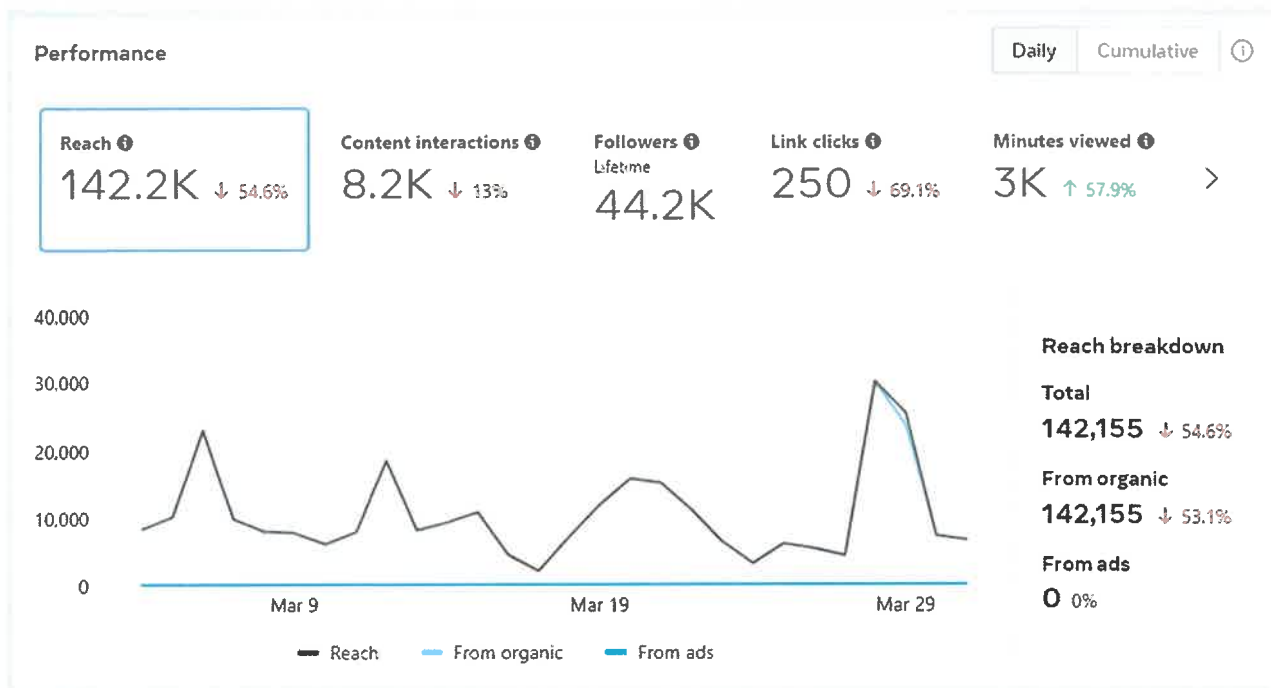 Performance
Daily Cumulative
Reach
142.2K ↓ 54.6%
Content interactions
8.2K ↓ 13%
Followers
Lifetime
44.2K
Link clicks
250 ↓ 69.1%
Minutes viewed
3K ↑ 57.9%
40,000
30,000
20,000
10,000
0
Mar 9 Mar 19 Mar 29
Reach From organic From ads
Reach breakdown
Total
142,155 ↓ 54.6%
From organic
142,155 ↓ 53.1%
From ads
0 0%